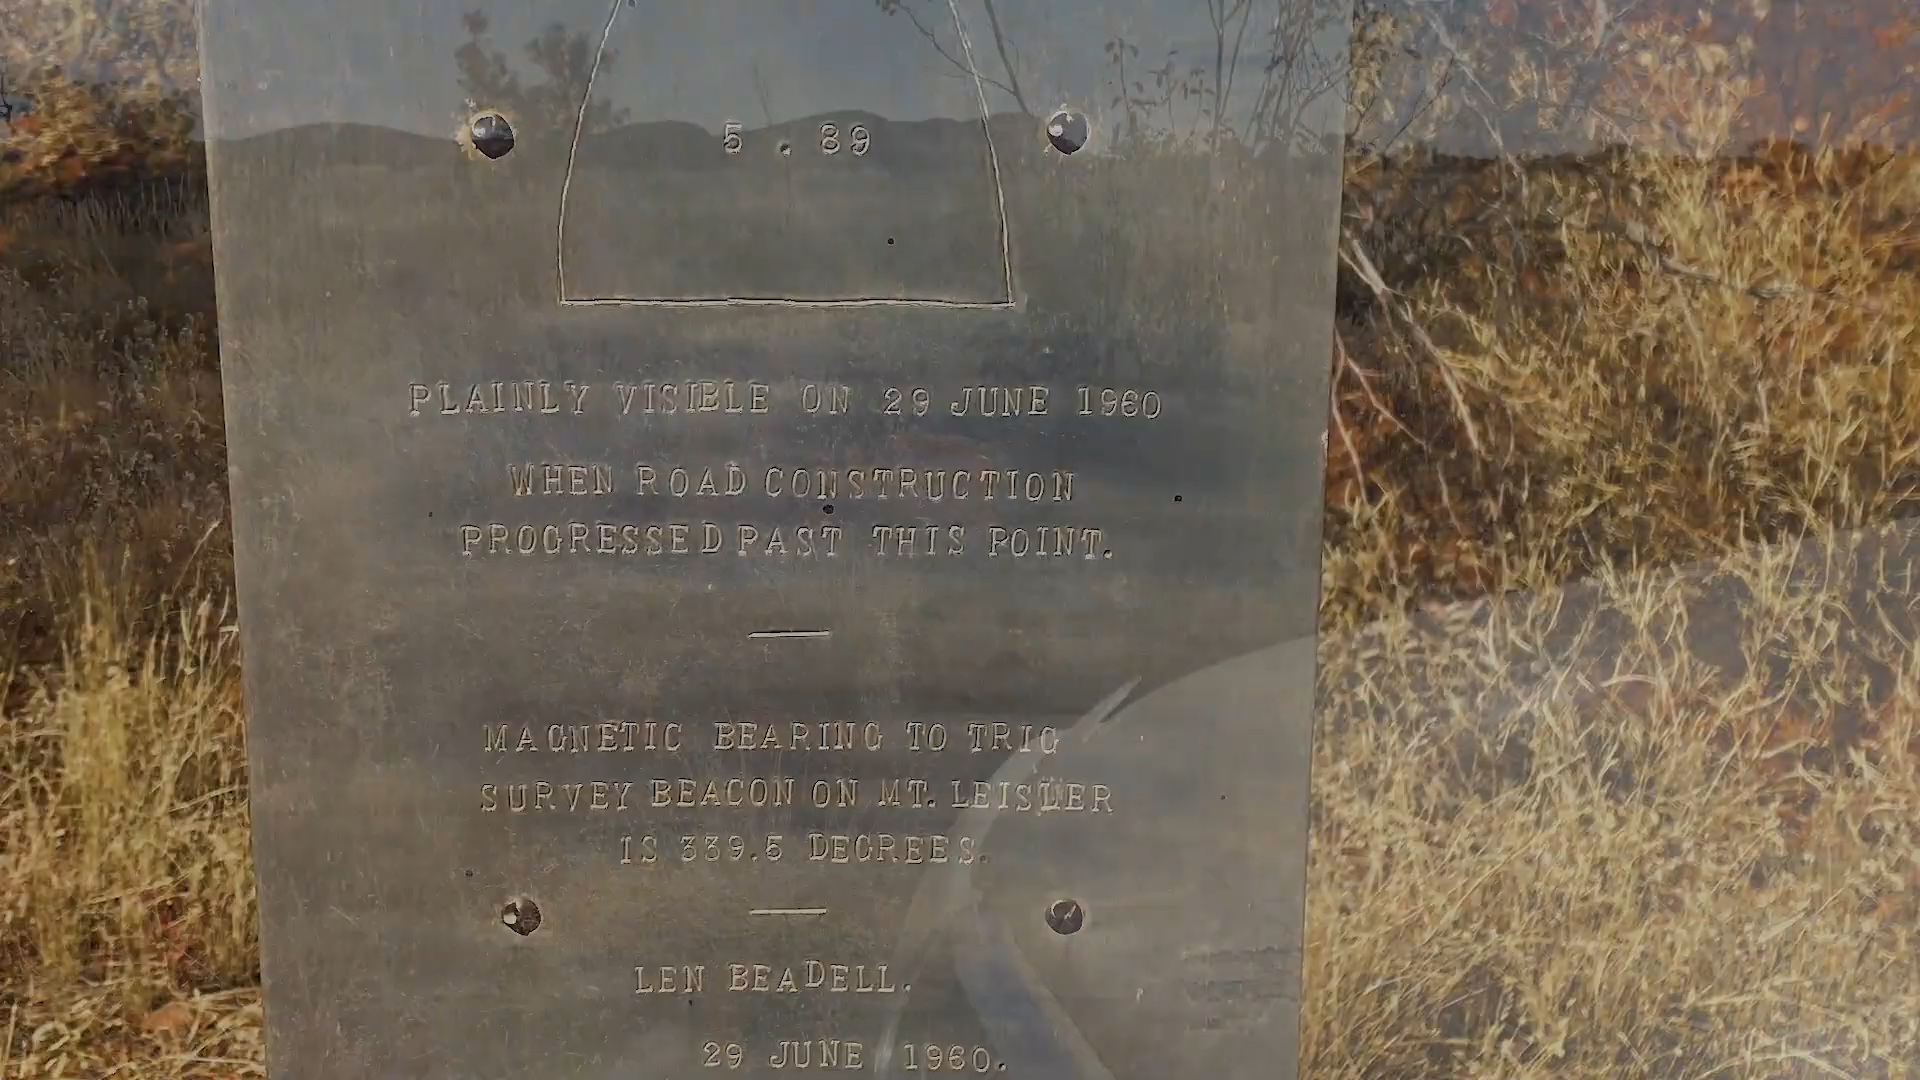 5 . 89
PLAINLY VISIBLE ON 29 JUNE 1960
WHEN ROAD CONSTRUCTION
PROGRESSED PAST THIS POINT.
MAGNETIC BEARING TO TRIG
SURVEY BEACON ON MT. LEISLER
IS 339.5 DEGREES.
LEN BEADELL.
29 JUNE 1960.